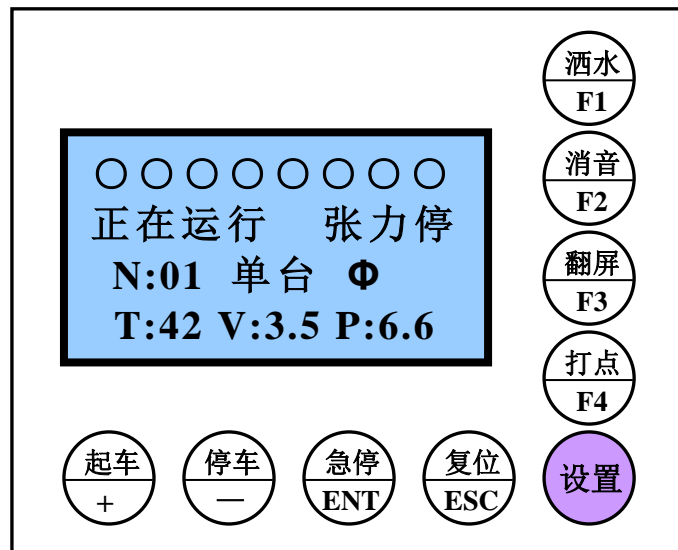 洒水
F1
消音
F2
翻屏
F3
打点
F4
○○○○○○○○
正在运行 张力停
N:01 单台 Φ
T:42 V:3.5 P:6.6
起车
+
停车
—
急停
ENT
复位
ESC
设置